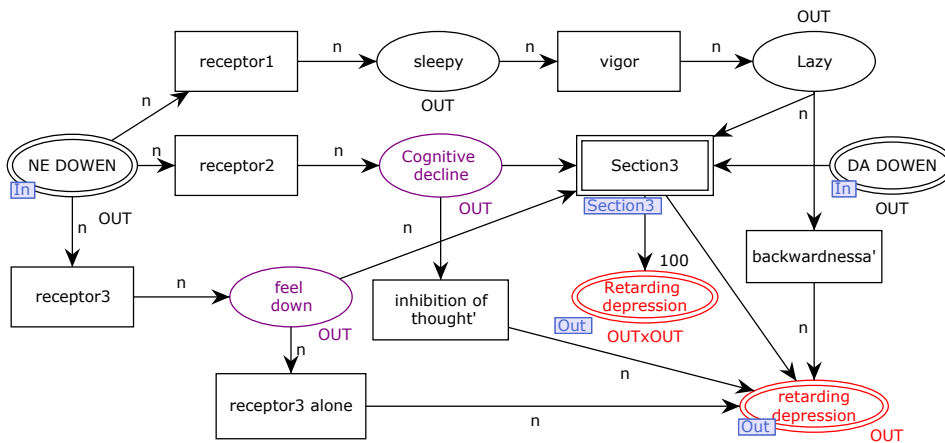 OUT
n
n
n
receptor1
sleepy
vigor
Lazy
n
OUT
n
n
n
NE DOWEN
receptor2
Cognitive
decline
Section3
DA DOWEN
In
In
OUT
Section3
OUT
OUT
n
n
100
backwardnessa'
n
receptor3
feel
down
inhibition of
thought'
Retarding
depression
Out
OUTxOUT
OUT
n
n
n
receptor3 alone
retarding
depression
n
Out
OUT